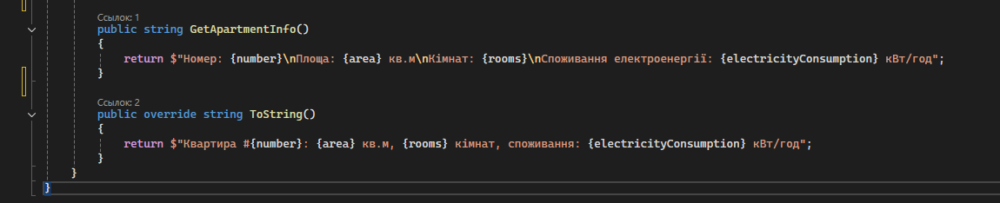 Ссылок: 1
public string GetApartmentInfo()
{
return $"Номер: {number}\nПлоща: {area} кв.м\nКімнат: {rooms}\nСпоживання електроенергії: {electricityConsumption} кВт/год";
}
Ссылок: 2
public override string ToString()
{
return $"Квартира #{number}: {area} кв.м, {rooms} кімнат, споживання: {electricityConsumption} кВт/год";
}
}
}